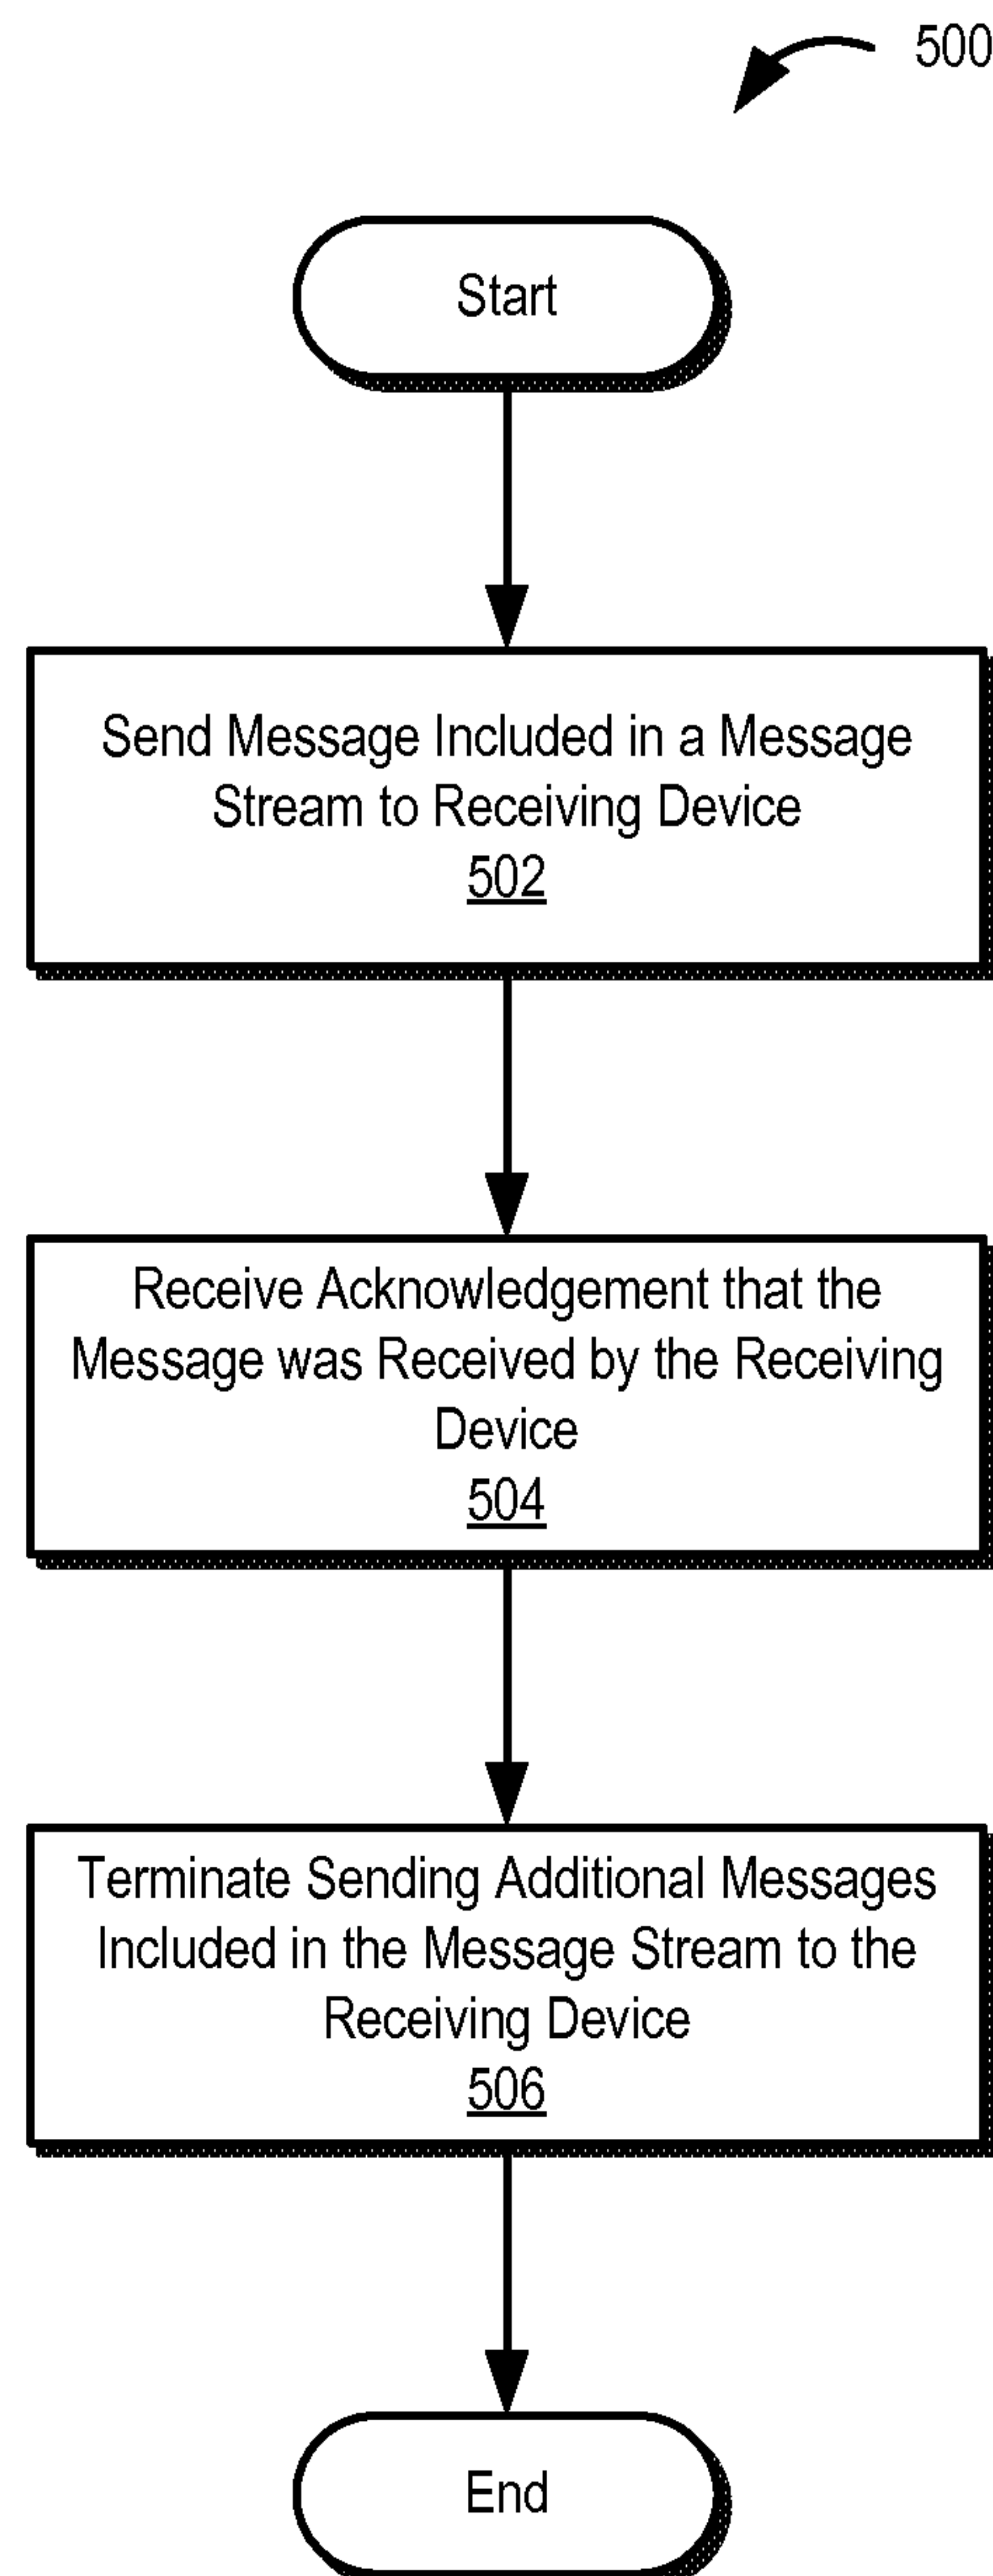 500
Start
Send Message Included in a Message
Stream to Receiving Device
502
Receive Acknowledgement that the
Message was Received by the Receiving
Device
504
Terminate Sending Additional Messages
Included in the Message Stream to the
Receiving Device
506
End